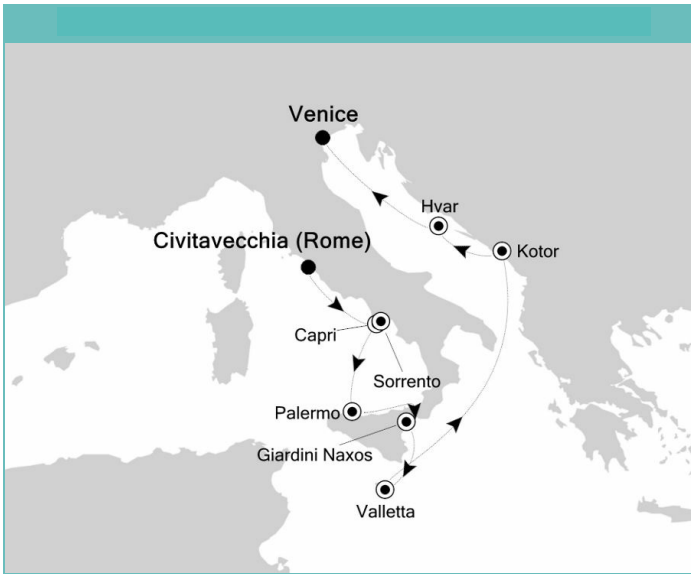 Venice
Hvar
Civitavecchia (Rome)
Kotor
Capri
Sorrento
Palermo
Giardini Naxos
Valletta